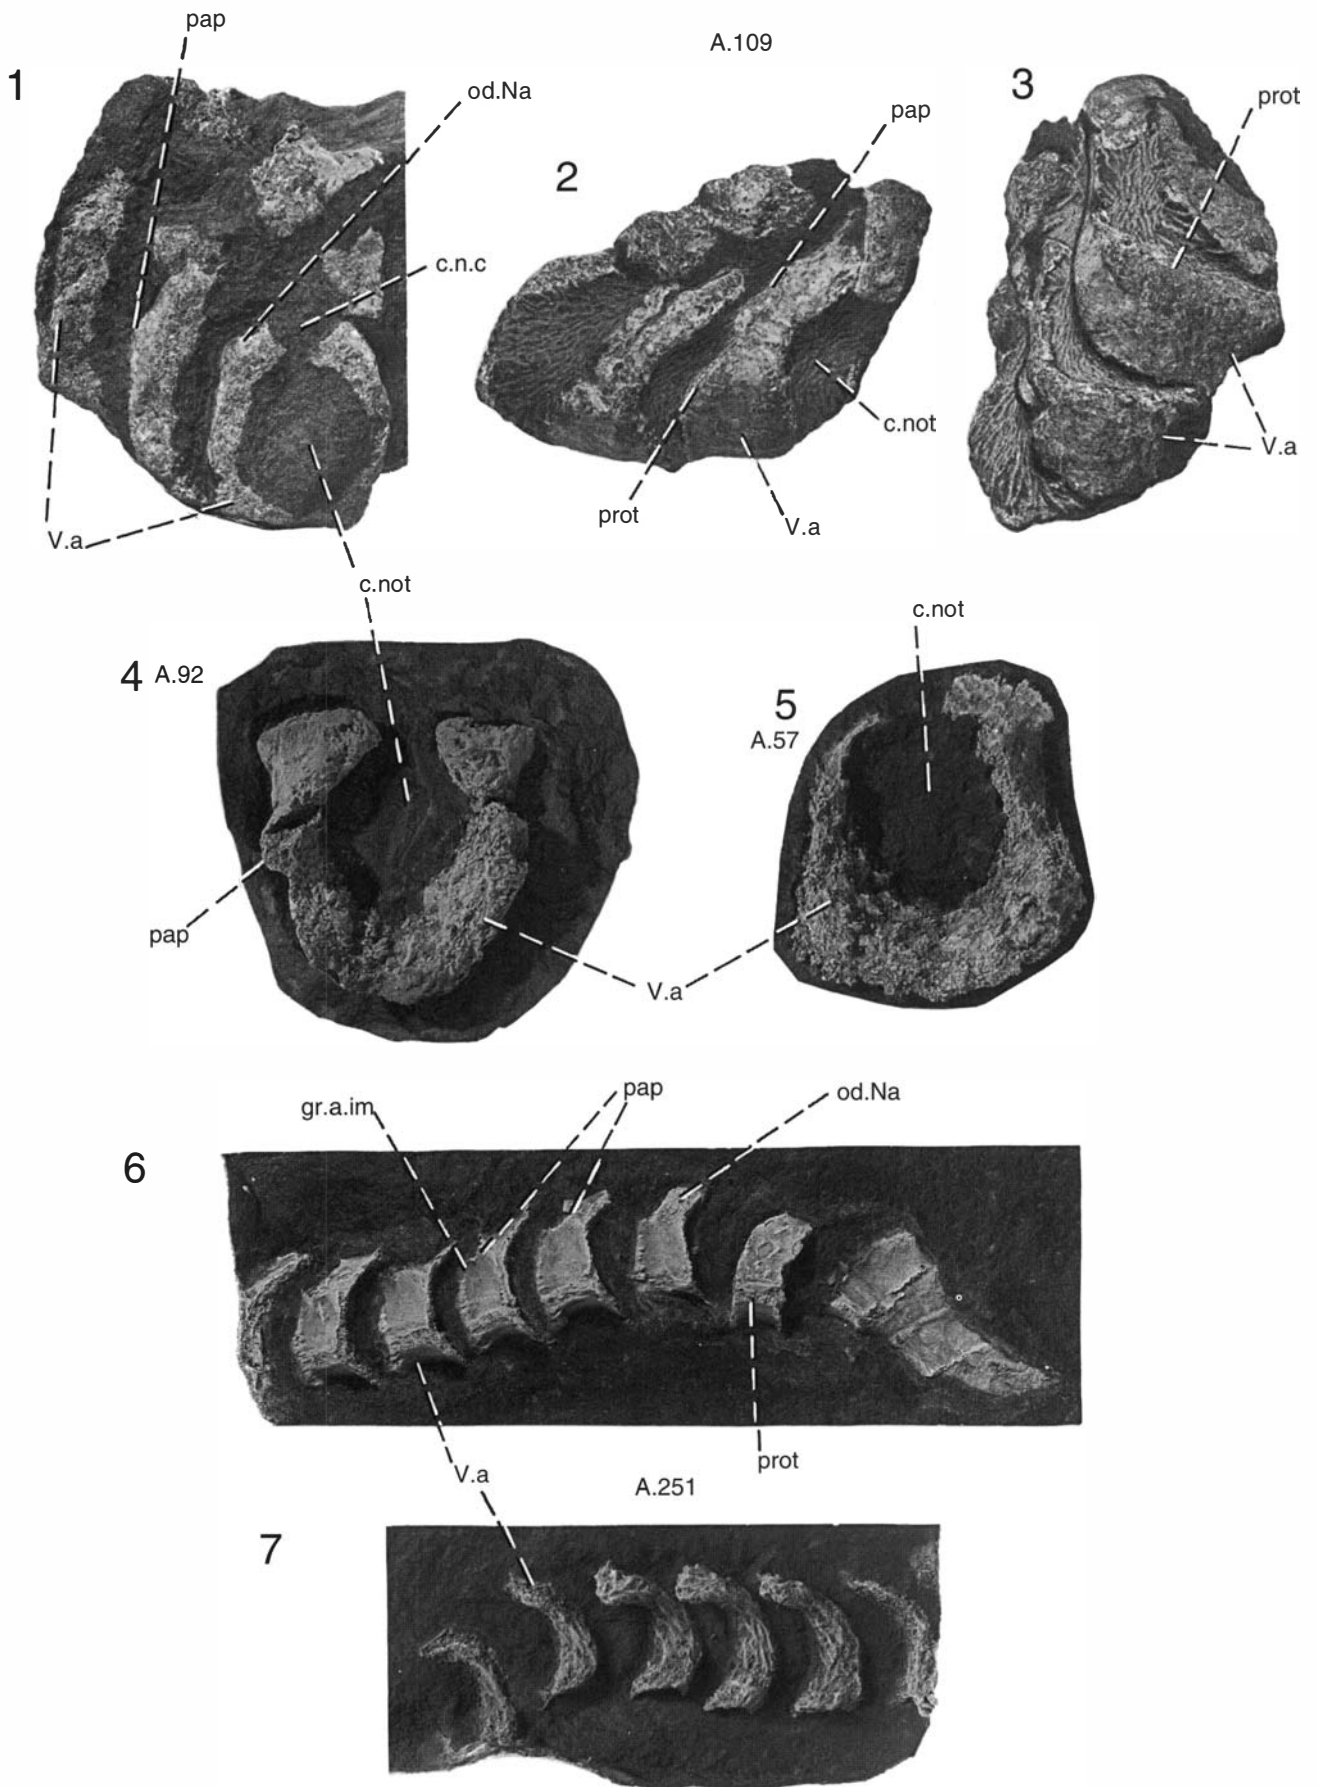 pap
A.109
1
od.Na
3
prot
pap
2
c.n.c
c.not
prot
V.a
V.a
V.a
c.not
c.not
4 A.92
5
A.57
pap
V.a
gr.a.im
pap
od.Na
6
V.a
prot
A.251
7